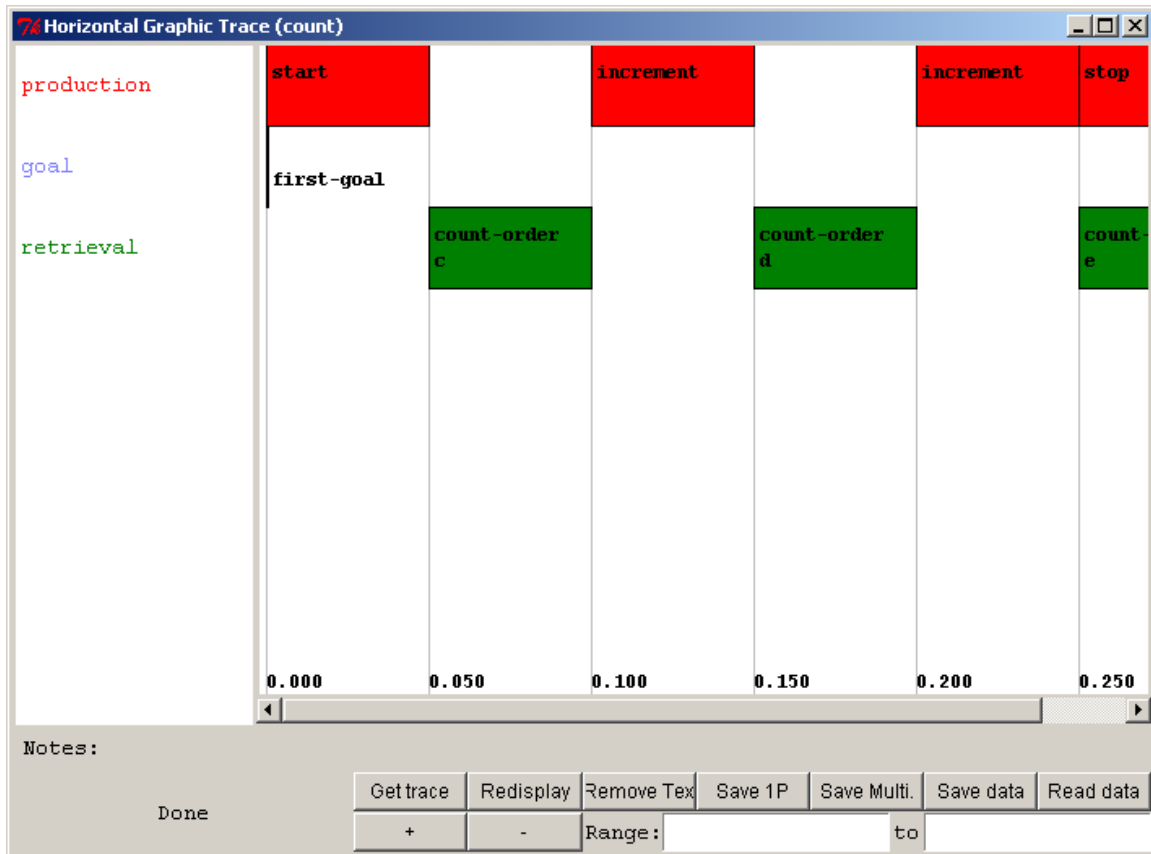 Horizontal Graphic Trace (count)
production
start
increment
increment
stop
goal
first-goal
retrieval
count-order
c
count-order
d
count-
e
0.000
0.050
0.100
0.150
0.200
0.250
Notes:
Done
Get trace
Redisplay
Remove Tex
Save 1P
Save Multi.
Save data
Read data
+
-
Range:
to